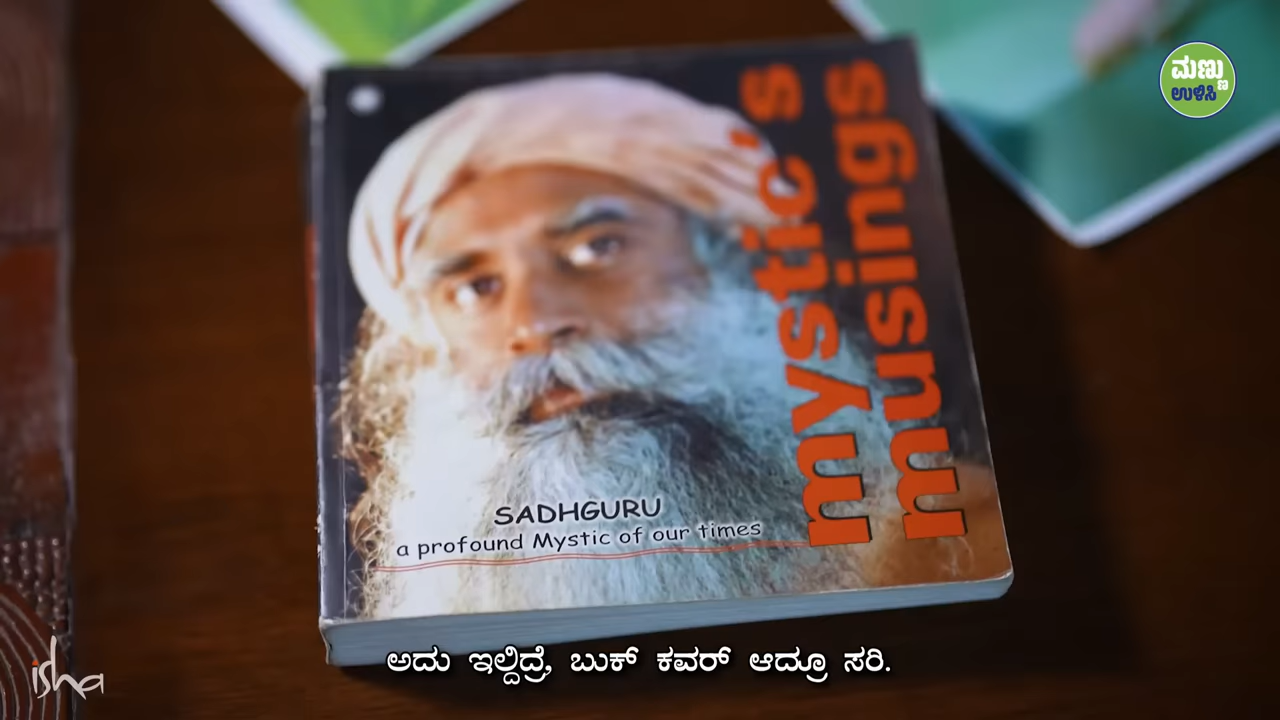 ಮಣ್ಣು
ಉಳಿಸಿ
mystic's
musings
SADHGURU
a profound Mystic of our times
isha
ಅದು ಇಲ್ದಿದ್ರೆ, ಬುಕ್ ಕವರ್ ಆದ್ರೂ ಸರಿ.